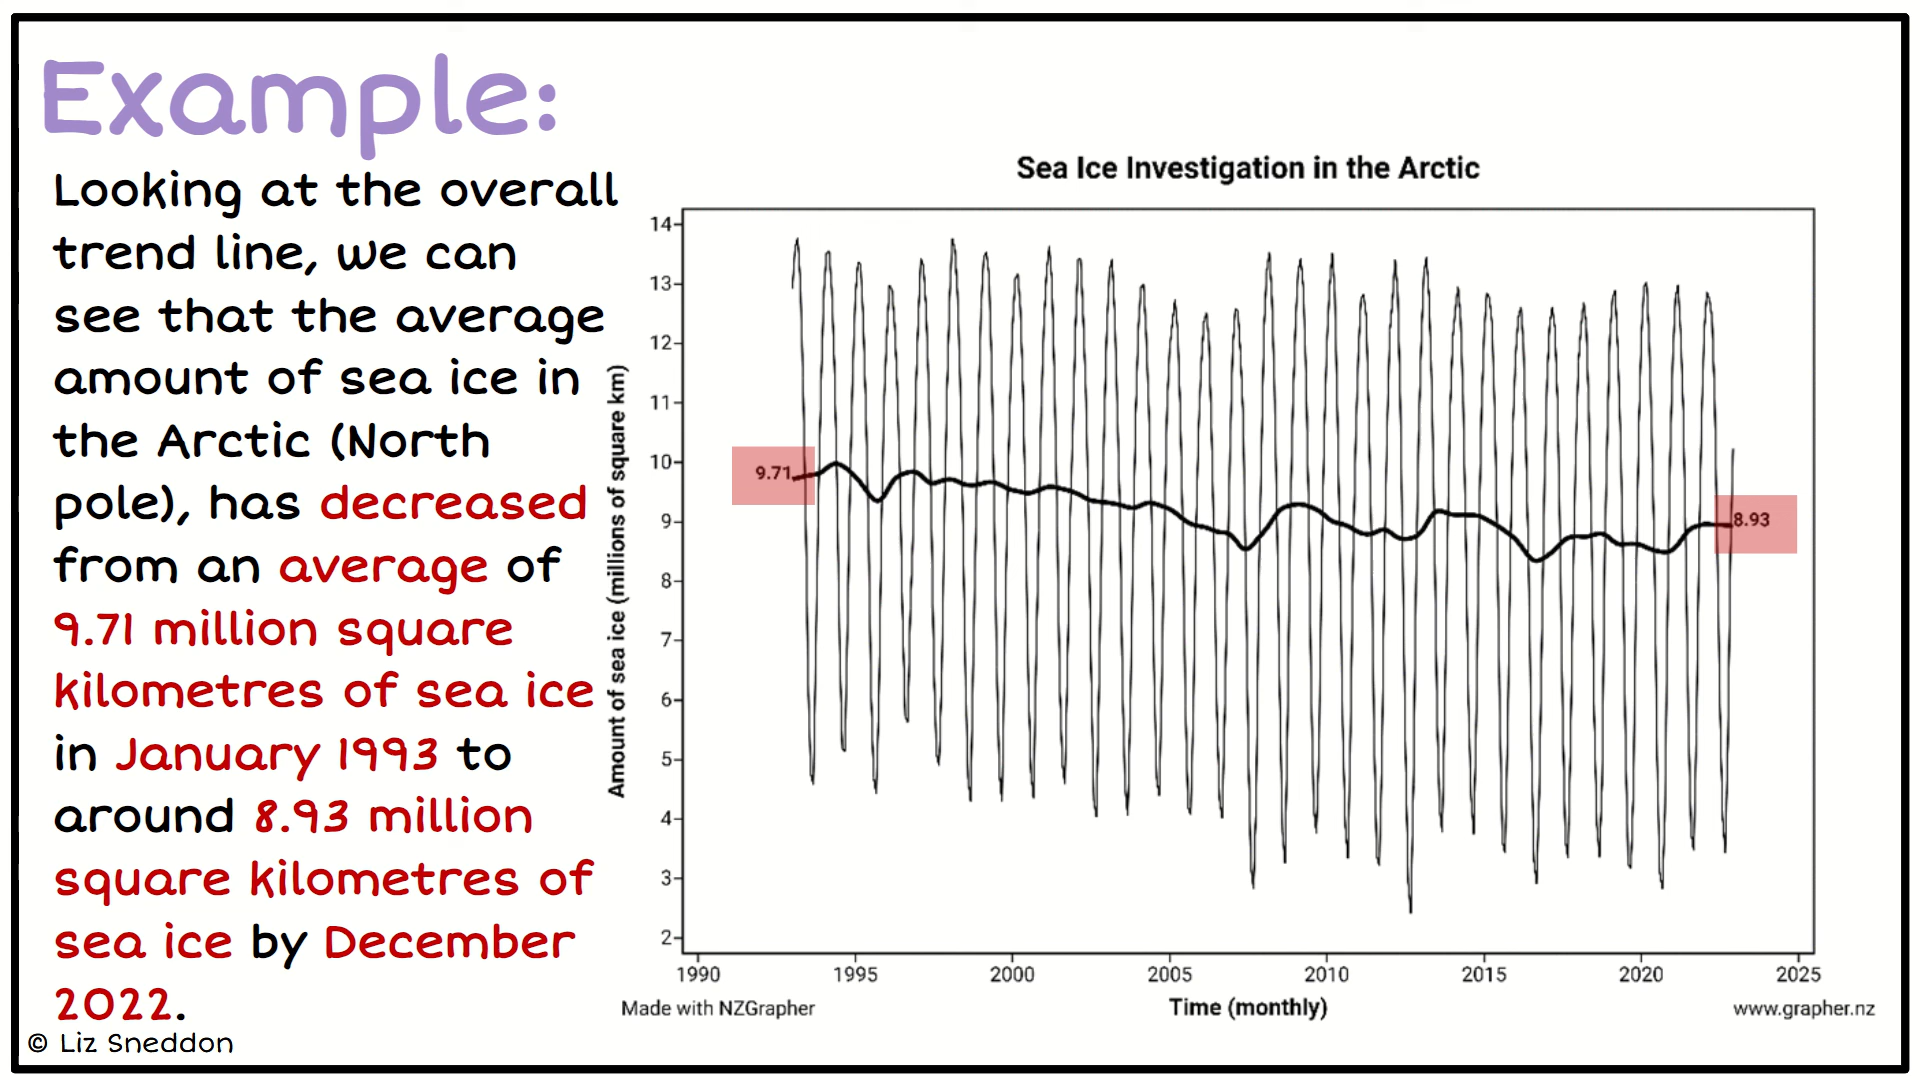 Example:
Looking at the overall
trend line, we can
see that the average
amount of sea ice in
the Arctic (North
pole), has decreased
from an average of
9.71 million square
kilometres of sea ice
in January 1993 to
around 8.93 million
square kilometres of
sea ice by December
2022.
© Liz Sneddon
Sea Ice Investigation in the Arctic
Amount of sea ice (millions of square km)
14
13
12
11
10
9
8
7
6
5
4
3
2
9.71
8.93
1990 1995 2000 2005 2010 2015 2020 2025
Made with NZGrapher
Time (monthly)
www.grapher.nz